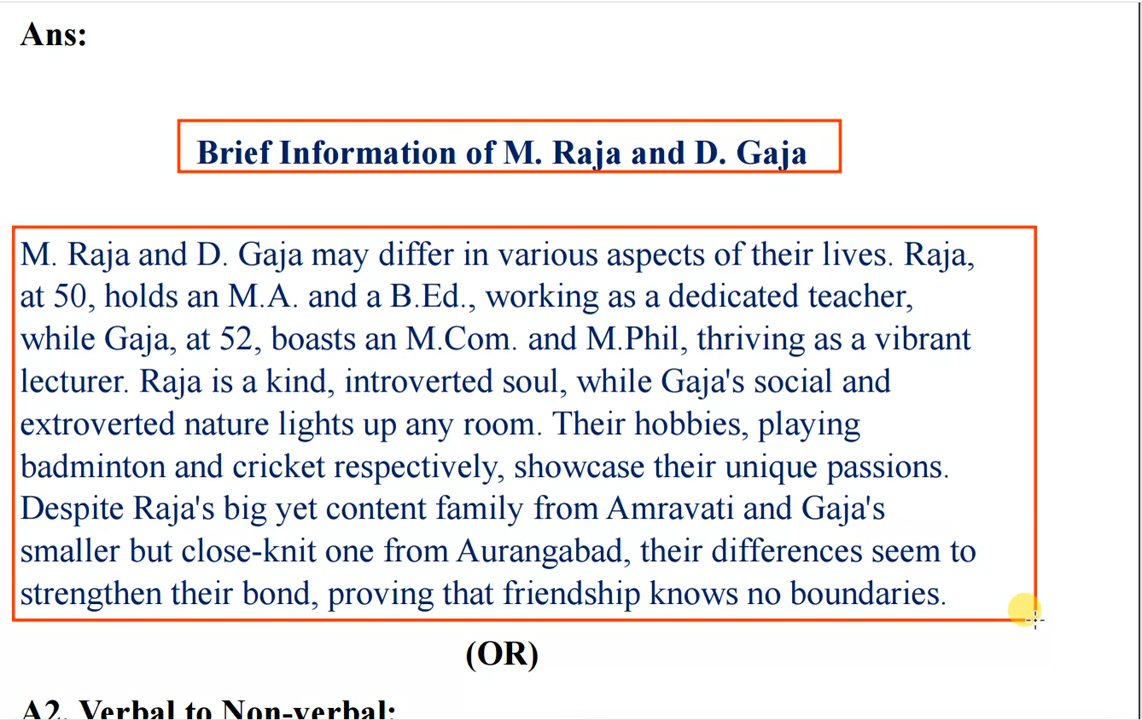 Ans:
Brief Information of M. Raja and D. Gaja
M. Raja and D. Gaja may differ in various aspects of their lives. Raja,
at 50, holds an M.A. and a B.Ed., working as a dedicated teacher,
while Gaja, at 52, boasts an M.Com. and M.Phil, thriving as a vibrant
lecturer. Raja is a kind, introverted soul, while Gaja's social and
extroverted nature lights up any room. Their hobbies, playing
badminton and cricket respectively, showcase their unique passions.
Despite Raja's big yet content family from Amravati and Gaja's
smaller but close-knit one from Aurangabad, their differences seem to
strengthen their bond, proving that friendship knows no boundaries.
(OR)
A2. Verbal to Non-verbal: